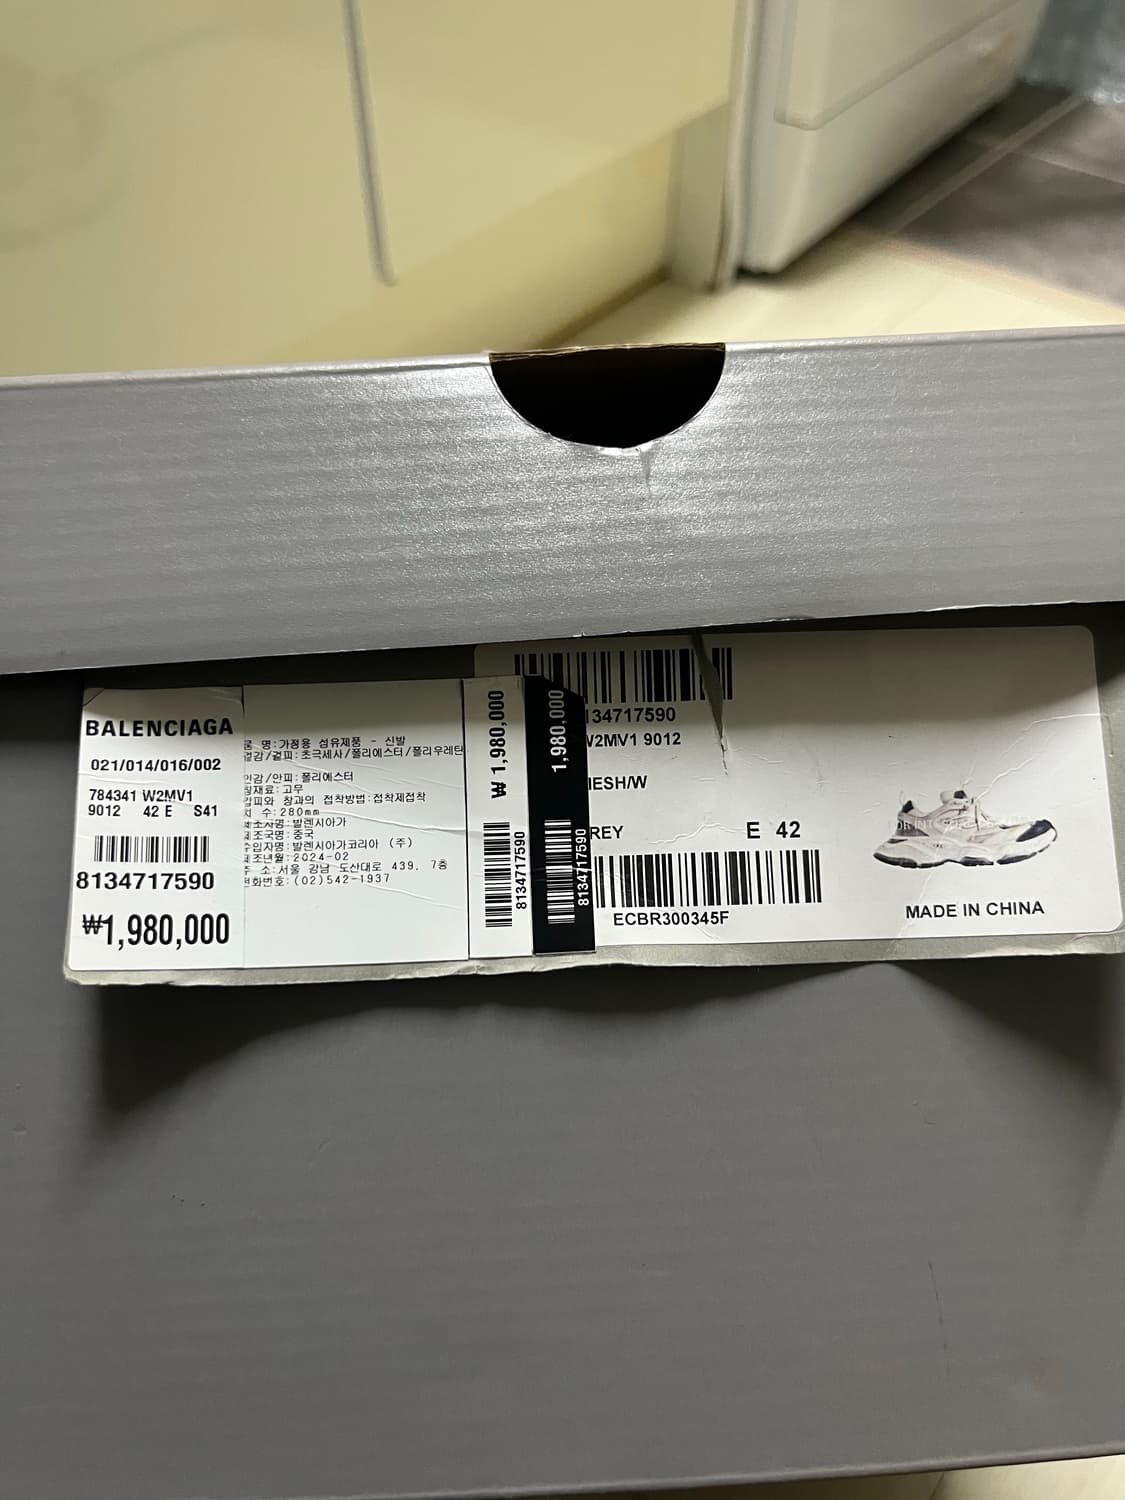 BALENCIAGA
021/014/016/002
784341 W2MV1
9012 42 E S41
8134717590
₩1,980,000
명:가정용 섬유제품 - 신발
겉감/겉피:초극세사/폴리에스터/폴리우레탄
안감/안피:폴리에스터
창재료:고무
겉피와 창과의 접착방법:접착제접착
치 수:280mm
제조자명:발렌시아가
제조국명:중국
수입자명:발렌시아가코리아 (주)
제조년월:2024-02
주 소:서울 강남 도산대로 439, 7층
전화번호:(02)542-1937
₩ 1,980,000
8134717590
1,980,000
8134717590
134717590
W2MV1 9012
MESH/W
GREY
E 42
ECBR300345F
MADE IN CHINA